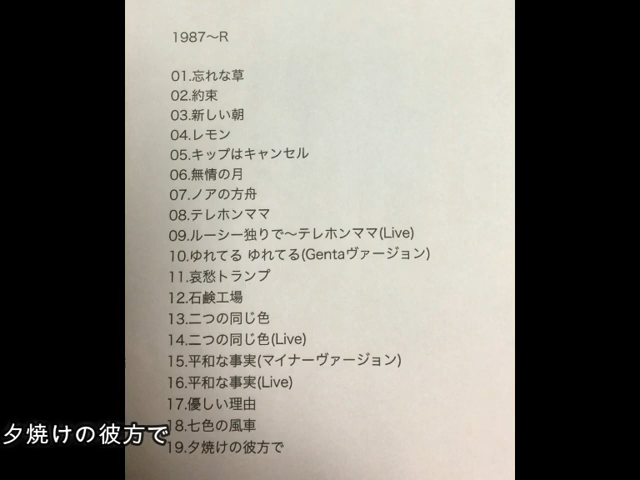 1987～R
01.忘れな草
02.約束
03.新しい朝
04.レモン
05.キップはキャンセル
06.無情の月
07.ノアの方舟
08.テレホンママ
09.ルーシー独りで～テレホンママ(Live)
10.ゆれてる ゆれてる(Gentaヴァージョン)
11.哀愁トランプ
12.石鹸工場
13.二つの同じ色
14.二つの同じ色(Live)
15.平和な事実(マイナーヴァージョン)
16.平和な事実(Live)
17.優しい理由
18.七色の風車
19.夕焼けの彼方で
夕焼けの彼方で